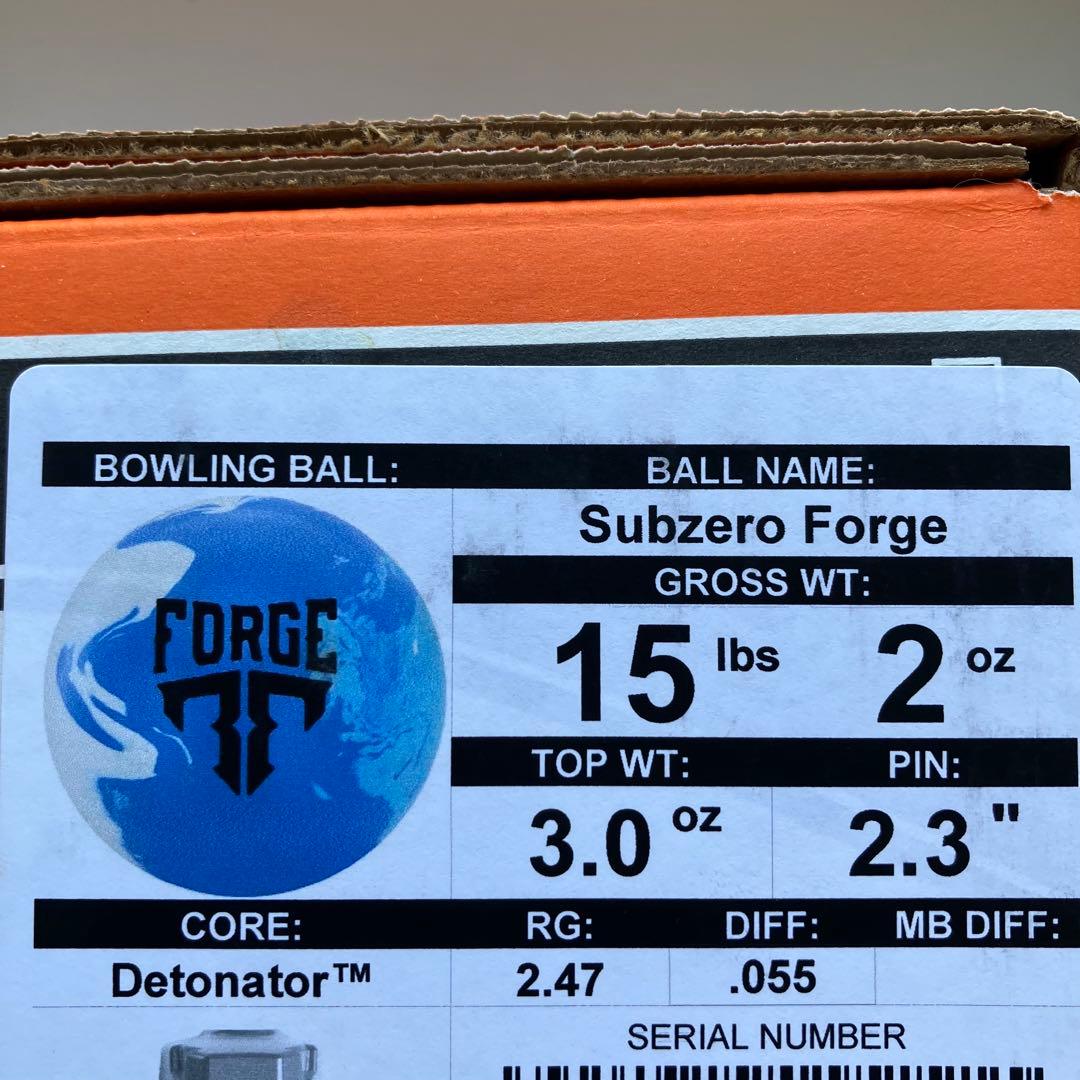 BOWLING BALL:
BALL NAME:
FORGE
Subzero Forge
GROSS WT:
15 lbs 2 oz
TOP WT: PIN:
3.0 oz 2.3 "
CORE: RG: DIFF: MB DIFF:
Detonator™ 2.47 .055
SERIAL NUMBER